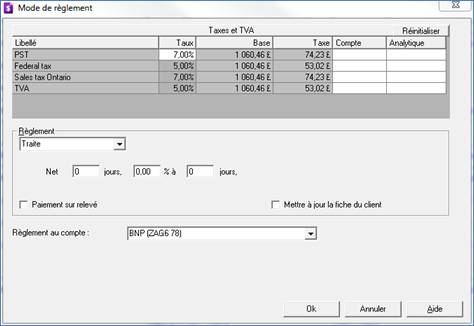 $ Mode de règlement
Taxes et TVA Réinitialiser
Libellé Taux Base Taxe Compte Analytique
PST 7,00% 1 060,46 £ 74,23 £
Federal tax 5,00% 1 060,46 £ 53,02 £
Sales tax Ontario 7,00% 1 060,46 £ 74,23 £
TVA 5,00% 1 060,46 £ 53,02 £
Règlement
Traite
Net 0 jours, 0,00 % à 0 jours,
Paiement sur relevé Mettre à jour la fiche du client
Règlement au compte : BNP (ZAG6 78)
Ok Annuler Aide